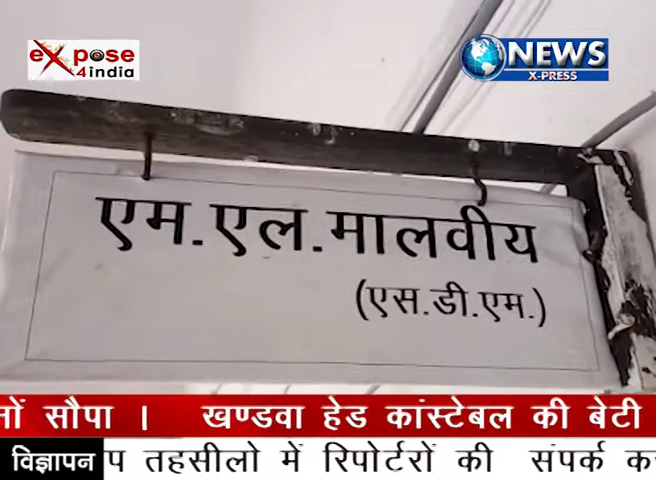 eXpose
4india
NEWS
X-PRESS
एम.एल.मालवीय
(एस.डी.एम.)
सौपा । खण्डवा हेड कांस्टेबल की बेटी
विज्ञापन तहसीलो में रिपोर्टरों की संपर्क